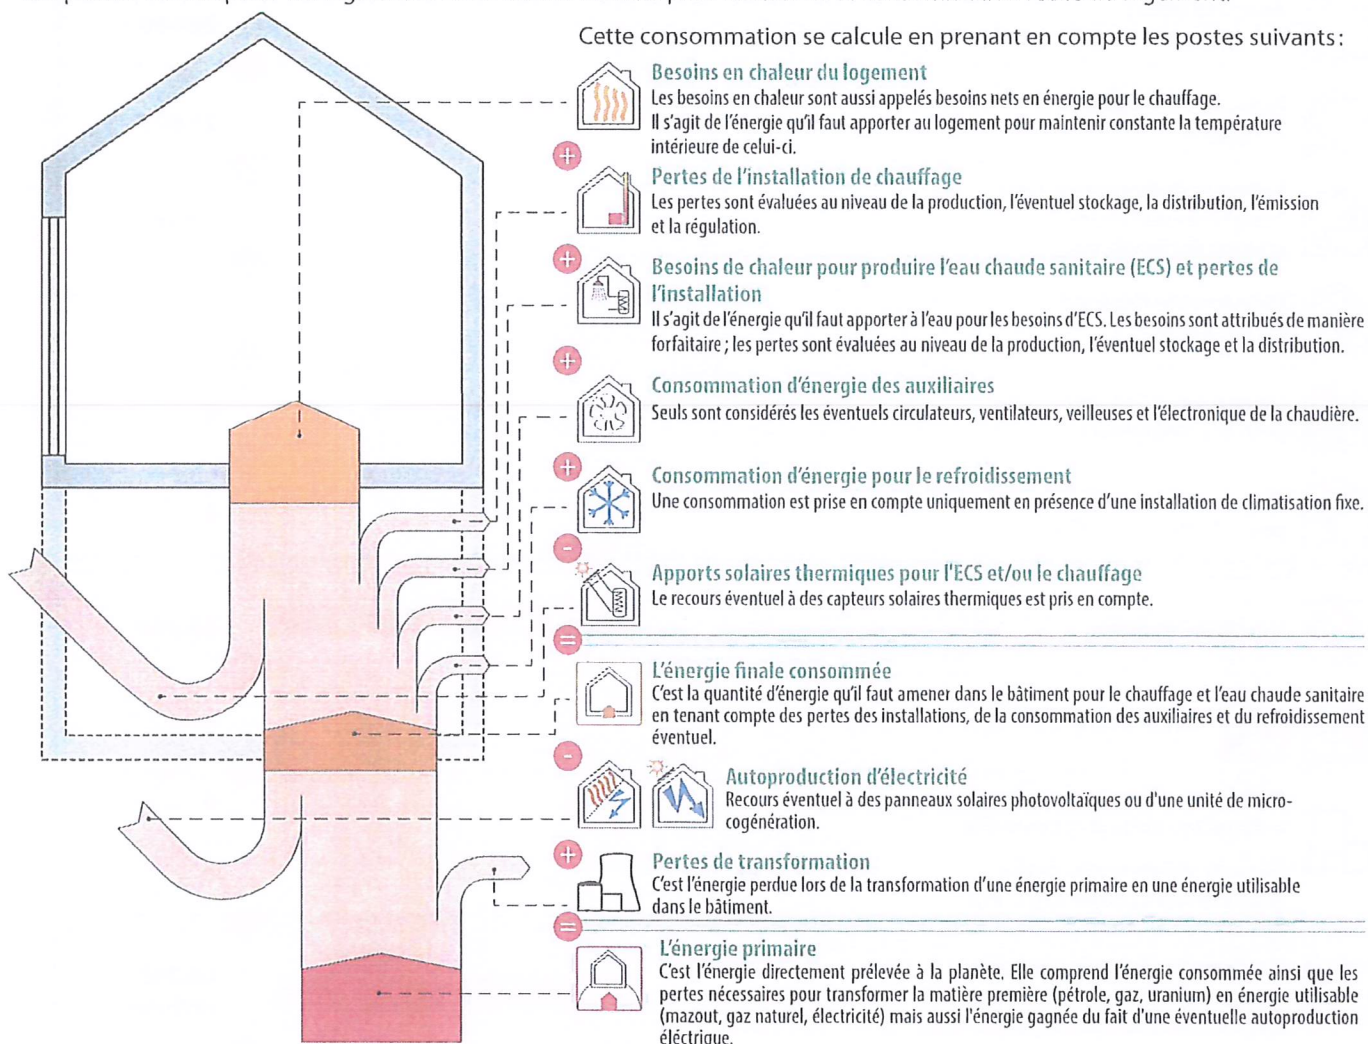 Cette consommation se calcule en prenant en compte les postes suivants :
Besoins en chaleur du logement
Les besoins en chaleur sont aussi appelés besoins nets en énergie pour le chauffage.
Il s'agit de l'énergie qu'il faut apporter au logement pour maintenir constante la température
intérieure de celui-ci.
+
Pertes de l'installation de chauffage
Les pertes sont évaluées au niveau de la production, l'éventuel stockage, la distribution, l'émission
et la régulation.
+
Besoins de chaleur pour produire l'eau chaude sanitaire (ECS) et pertes de
l'installation
Il s'agit de l'énergie qu'il faut apporter à l'eau pour les besoins d'ECS. Les besoins sont attribués de manière
forfaitaire ; les pertes sont évaluées au niveau de la production, l'éventuel stockage et la distribution.
+
Consommation d'énergie des auxiliaires
Seuls sont considérés les éventuels circulateurs, ventilateurs, veilleuses et l'électronique de la chaudière.
+
Consommation d'énergie pour le refroidissement
Une consommation est prise en compte uniquement en présence d'une installation de climatisation fixe.
-
Apports solaires thermiques pour l'ECS et/ou le chauffage
Le recours éventuel à des capteurs solaires thermiques est pris en compte.
=
L'énergie finale consommée
C'est la quantité d'énergie qu'il faut amener dans le bâtiment pour le chauffage et l'eau chaude sanitaire
en tenant compte des pertes des installations, de la consommation des auxiliaires et du refroidissement
éventuel.
-
Autoproduction d'électricité
Recours éventuel à des panneaux solaires photovoltaïques ou d'une unité de micro-
cogénération.
+
Pertes de transformation
C'est l'énergie perdue lors de la transformation d'une énergie primaire en une énergie utilisable
dans le bâtiment.
=
L'énergie primaire
C'est l'énergie directement prélevée à la planète. Elle comprend l'énergie consommée ainsi que les
pertes nécessaires pour transformer la matière première (pétrole, gaz, uranium) en énergie utilisable
(mazout, gaz naturel, électricité) mais aussi l'énergie gagnée du fait d'une éventuelle autoproduction
éléctrique.